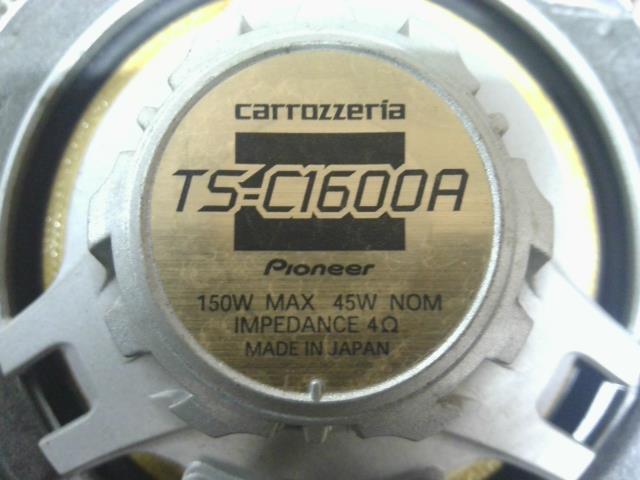 carrozzeria
TS-C1600A
Pioneer
150W MAX 45W NOM
IMPEDANCE 4Ω
MADE IN JAPAN